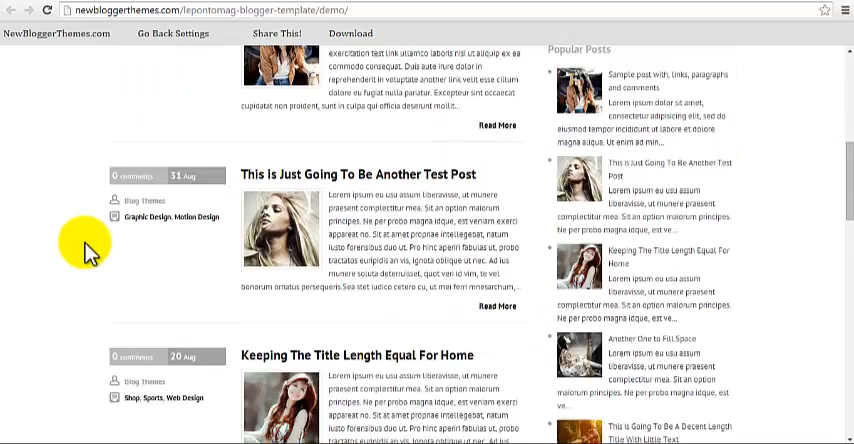 newbloggerthemes.com/lepontomag-blogger-template/demo/
NewBloggerThemes.com Go Back Settings Share This! Download
exercitation test link ullamco laboris nisi ut aliquip ex ea
commodo consequat. Duis aute irure dolor in
reprehenderit in voluptate another link velit esse cillum
dolore eu fugiat nulla pariatur. Excepteur sint occaecat
cupidatat non proident, sunt in culpa qui officia deserunt mollit...
Read More
0 comments 31 Aug
Blog Themes
Graphic Design, Motion Design
This is Just Going To Be Another Test Post
Lorem ipsum eu usu assum liberavisse, ut munere
praesent complectitur mea. Sit an option maiorum
principes. Ne per probo magna idque, est veniam exerci
appareat no. Sit at amet propriae intellegebat, natum
iusto forensibus duo ut. Pro hinc aperiri fabulas ut, probo
tractatos euripidis an vis, ignota oblique ut nec. Ad ius
munere soluta deterruisset, quot veri id vim, te vel
bonorum ornatus persequeris.Sea stet iudico cetero cu, ut mei ferri mnesarchum,...
Read More
0 comments 20 Aug
Blog Themes
Shop, Sports, Web Design
Keeping The Title Length Equal For Home
Lorem ipsum eu usu assum liberavisse, ut munere
praesent complectitur mea. Sit an option maiorum
principes. Ne per probo magna idque, est veniam exerci
appareat no. Sit at amet propriae intellegebat, natum
iusto forensibus duo ut. Pro hinc aperiri fabulas ut, probo
Popular Posts
Sample post with, links, paragraphs
and comments
Lorem ipsum dolor sit amet,
consectetur adipisicing elit, sed do
eiusmod tempor incididunt ut labore et dolore
magna aliqua. Ut enim ad min...
This is Just Going To Be Another Test
Post
Lorem ipsum eu usu assum
liberavisse, ut munere praesent
complectitur mea. Sit an option maiorum principes.
Ne per probo magna idque, est ve...
Keeping The Title Length Equal For
Home
Lorem ipsum eu usu assum
liberavisse, ut munere praesent
complectitur mea. Sit an option maiorum principes.
Ne per probo magna idque, est ve...
Another One to Fill Space
Lorem ipsum eu usu assum
liberavisse, ut munere praesent
complectitur mea. Sit an option
maiorum principes. Ne per probo magna idque, est
ve...
This is Going To Be A Decent Length
Title With Little Text